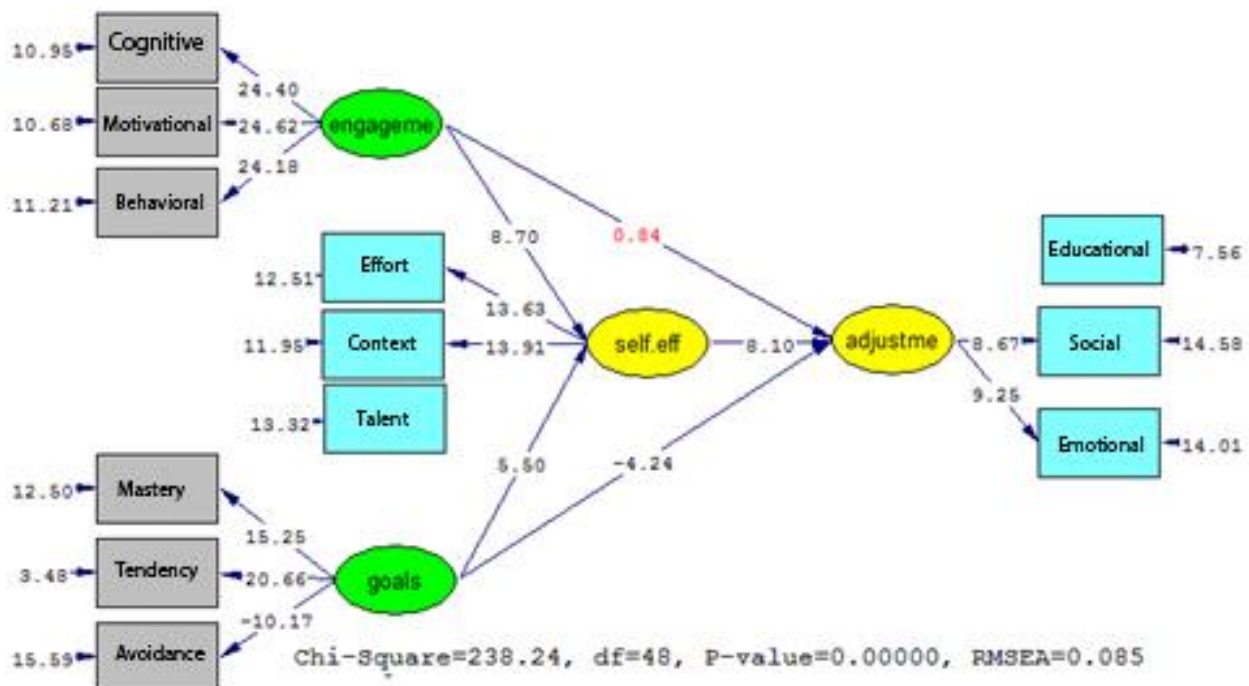 10.95 Cognitive
24.40
10.68 Motivational 24.62 engageme
24.18
11.21 Behavioral
8.70 0.84
Educational 7.56
12.51 Effort
13.63
11.95 Context 13.91 self.eff 8.10 adjustme 8.67 Social 14.58
9.25
13.32 Talent
Emotional 14.01
5.50 -4.24
12.50 Mastery
15.25
3.48 Tendency 20.66 goals
-10.17
15.59 Avoidance
Chi-Square=238.24, df=48, P-value=0.00000, RMSEA=0.085